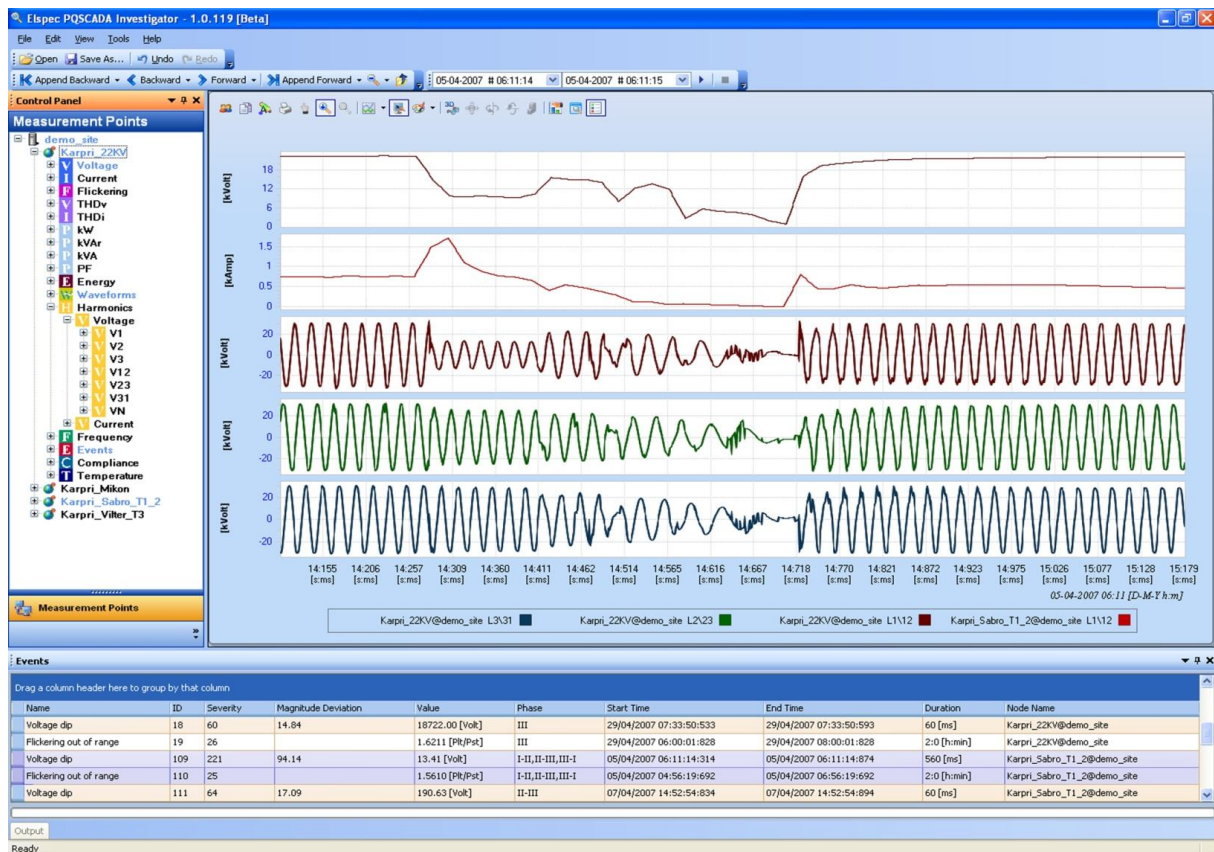 Elspec PQSCADA Investigator - 1.0.119 [Beta]
File Edit View Tools Help
Open Save As... Undo Redo
Append Backward Backward Forward Append Forward 05-04-2007 # 06:11:14 05-04-2007 # 06:11:15
Control Panel
Measurement Points
demo_site
Karpri_22KV
V Voltage
I Current
F Flickering
V THDv
I THDi
P kW
P kVAr
P kVA
P PF
E Energy
W Waveforms
H Harmonics
V Voltage
V V1
V V2
V V3
V V12
V V23
V V31
V VN
V Current
F Frequency
E Events
C Compliance
T Temperature
Karpri_Mikon
Karpri_Sabro_T1_2
Karpri_Vilter_T3
Measurement Points
[kVolt]
18
12
6
0
[kAmp]
1.5
1
0.5
0
[kVolt]
20
0
-20
[kVolt]
20
0
-20
[kVolt]
20
0
-20
14:155 14:206 14:257 14:309 14:360 14:411 14:462 14:514 14:565 14:616 14:667 14:718 14:770 14:821 14:872 14:923 14:975 15:026 15:077 15:128 15:179
[s:ms] [s:ms] [s:ms] [s:ms] [s:ms] [s:ms] [s:ms] [s:ms] [s:ms] [s:ms] [s:ms] [s:ms] [s:ms] [s:ms] [s:ms] [s:ms] [s:ms] [s:ms] [s:ms] [s:ms] [s:ms]
05-04-2007 06:11 [D-M-Y h:m]
Karpri_22KV@demo_site L3\31 Karpri_22KV@demo_site L2\23 Karpri_22KV@demo_site L1\12 Karpri_Sabro_T1_2@demo_site L1\12
Events
Drag a column header here to group by that column
Name ID Severity Magnitude Deviation Value Phase Start Time End Time Duration Node Name
Voltage dip 18 60 14.84 18722.00 [Volt] III 29/04/2007 07:33:50:533 29/04/2007 07:33:50:593 60 [ms] Karpri_22KV@demo_site
Flickering out of range 19 26 1.6211 [Plt/Pst] III 29/04/2007 06:00:01:828 29/04/2007 08:00:01:828 2:0 [h:min] Karpri_22KV@demo_site
Voltage dip 109 221 94.14 13.41 [Volt] I-II,II-III,III-I 05/04/2007 06:11:14:314 05/04/2007 06:11:14:874 560 [ms] Karpri_Sabro_T1_2@demo_site
Flickering out of range 110 25 1.5610 [Plt/Pst] I-II,II-III,III-I 05/04/2007 04:56:19:692 05/04/2007 06:56:19:692 2:0 [h:min] Karpri_Sabro_T1_2@demo_site
Voltage dip 111 64 17.09 190.63 [Volt] II-III 07/04/2007 14:52:54:834 07/04/2007 14:52:54:894 60 [ms] Karpri_Sabro_T1_2@demo_site
Output
Ready